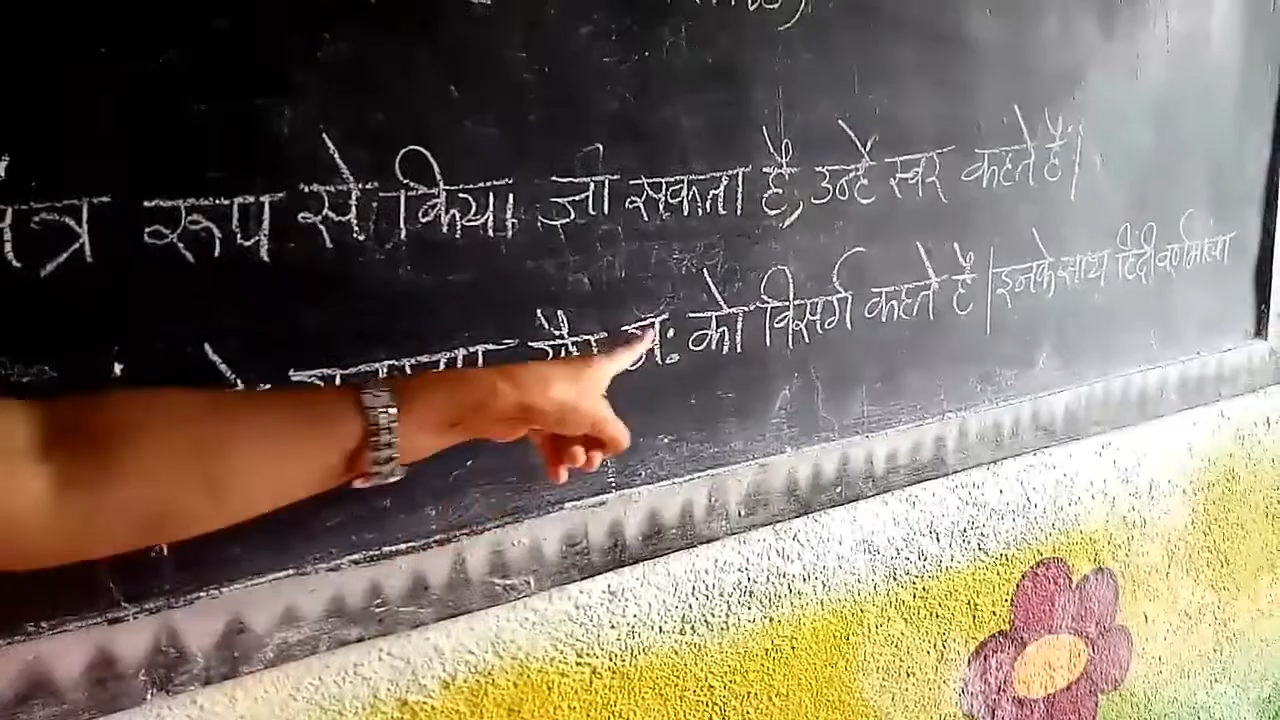 रूप से किया जा सकता है, उन्हें स्वर कहते हैं।
और अः को विसर्ग कहते हैं। इनके साथ हिंदी वर्णमाला